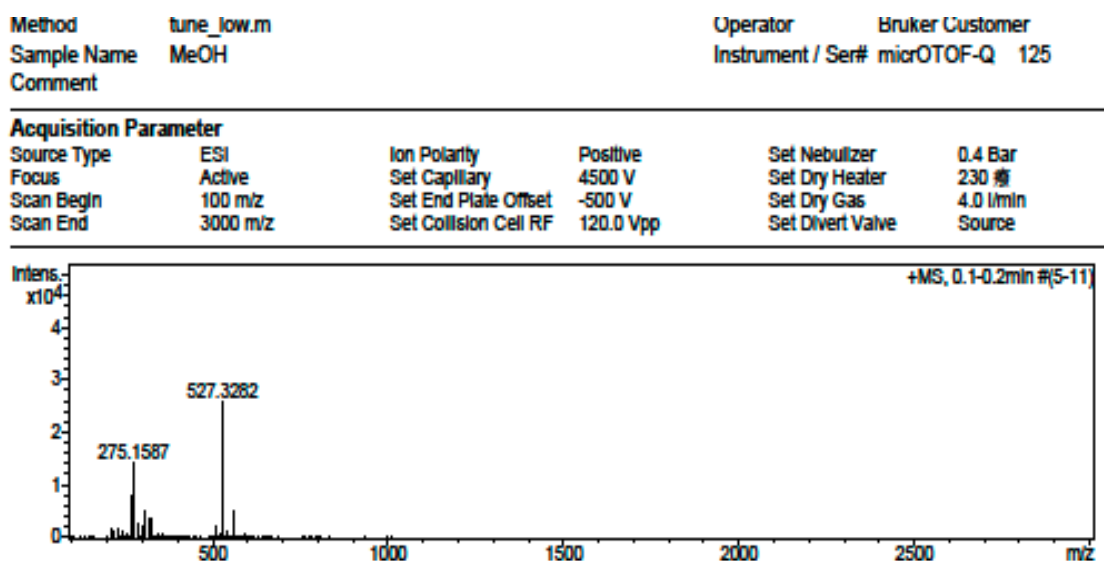 Method tune_low.m Operator Bruker Customer
Sample Name MeOH Instrument / Ser# micrOTOF-Q 125
Comment
Acquisition Parameter
Source Type ESI Ion Polarity Positive Set Nebulizer 0.4 Bar
Focus Active Set Capillary 4500 V Set Dry Heater 230 癈
Scan Begin 100 m/z Set End Plate Offset -500 V Set Dry Gas 4.0 l/min
Scan End 3000 m/z Set Collision Cell RF 120.0 Vpp Set Divert Valve Source
Intens.
x10⁴
+MS, 0.1-0.2min #(5-11)
4
3
527.3282
2
275.1587
1
0
500 1000 1500 2000 2500 m/z